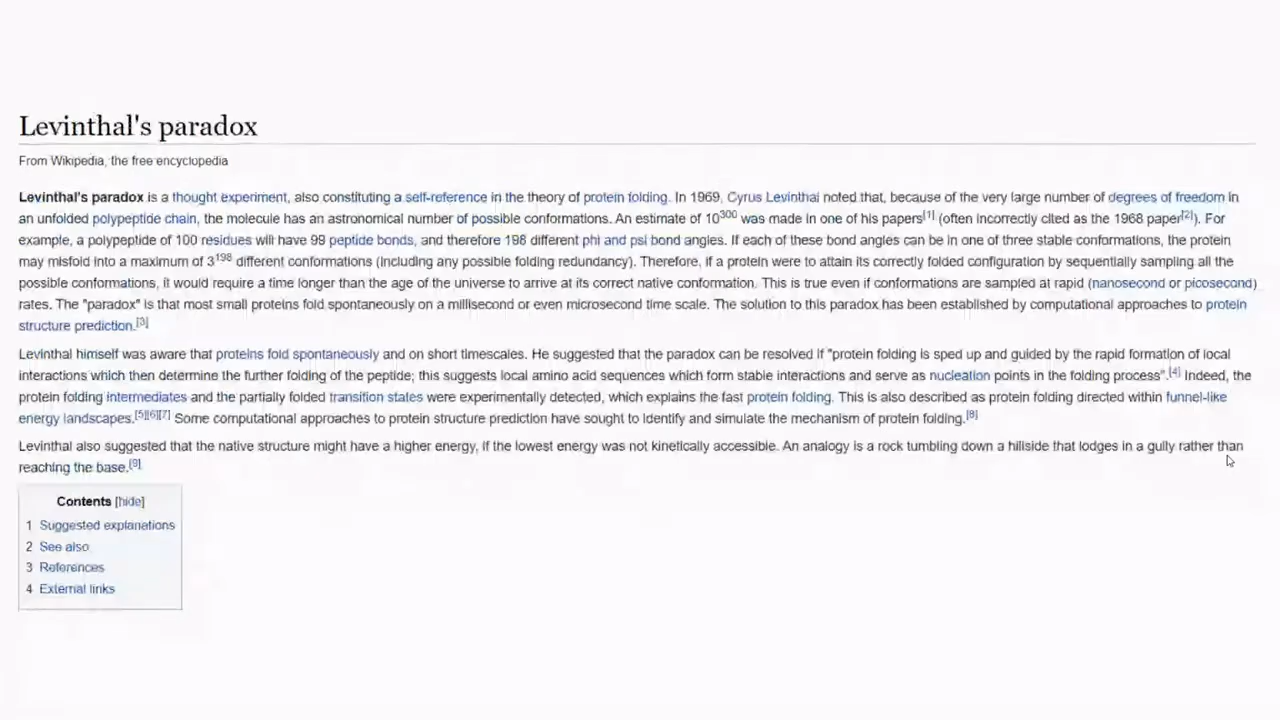 Levinthal's paradox
From Wikipedia, the free encyclopedia
Levinthal's paradox is a thought experiment, also constituting a self-reference in the theory of protein folding. In 1969, Cyrus Levinthal noted that, because of the very large number of degrees of freedom in
an unfolded polypeptide chain, the molecule has an astronomical number of possible conformations. An estimate of 10³⁰⁰ was made in one of his papers[1] (often incorrectly cited as the 1968 paper[2]). For
example, a polypeptide of 100 residues will have 99 peptide bonds, and therefore 198 different phi and psi bond angles. If each of these bond angles can be in one of three stable conformations, the protein
may misfold into a maximum of 3¹⁹⁸ different conformations (including any possible folding redundancy). Therefore, if a protein were to attain its correctly folded configuration by sequentially sampling all the
possible conformations, it would require a time longer than the age of the universe to arrive at its correct native conformation. This is true even if conformations are sampled at rapid (nanosecond or picosecond)
rates. The "paradox" is that most small proteins fold spontaneously on a millisecond or even microsecond time scale. The solution to this paradox has been established by computational approaches to protein
structure prediction.[3]
Levinthal himself was aware that proteins fold spontaneously and on short timescales. He suggested that the paradox can be resolved if "protein folding is sped up and guided by the rapid formation of local
interactions which then determine the further folding of the peptide; this suggests local amino acid sequences which form stable interactions and serve as nucleation points in the folding process".[4] Indeed, the
protein folding intermediates and the partially folded transition states were experimentally detected, which explains the fast protein folding. This is also described as protein folding directed within funnel-like
energy landscapes.[5][6][7] Some computational approaches to protein structure prediction have sought to identify and simulate the mechanism of protein folding.[8]
Levinthal also suggested that the native structure might have a higher energy, if the lowest energy was not kinetically accessible. An analogy is a rock tumbling down a hillside that lodges in a gully rather than
reaching the base.[9]
Contents [hide]
1 Suggested explanations
2 See also
3 References
4 External links